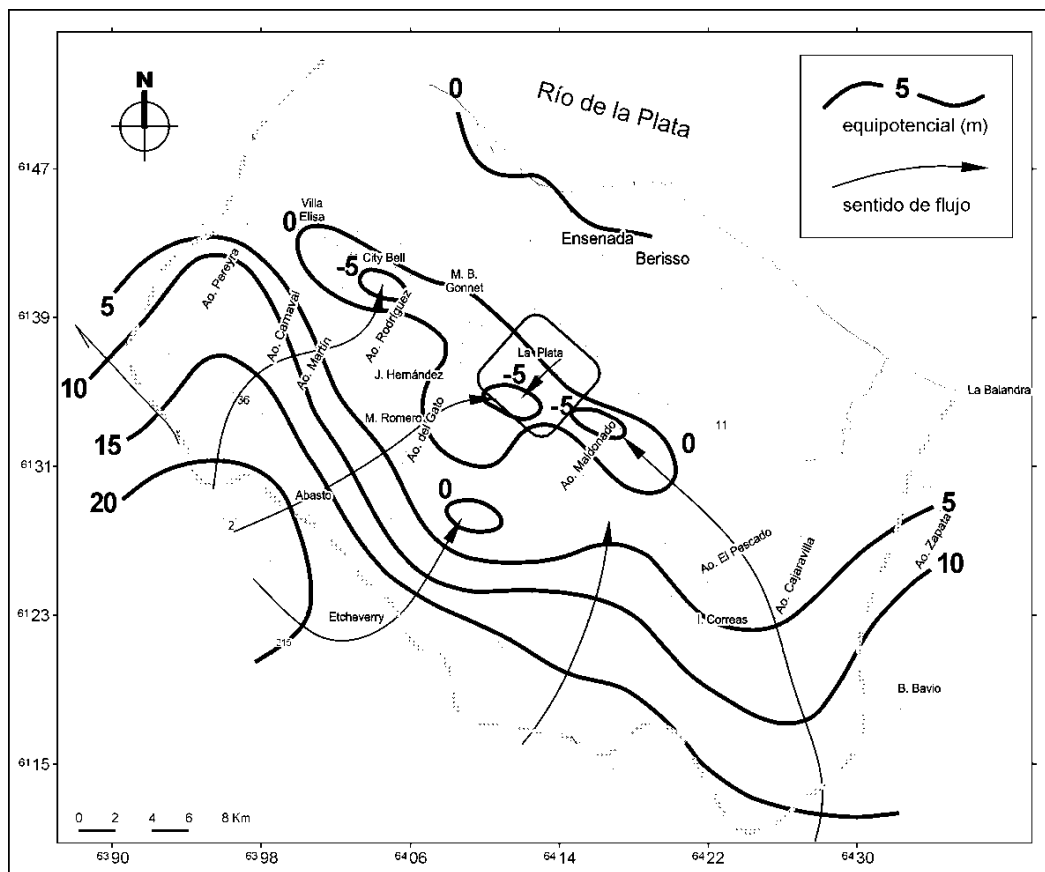 N
0
Río de la Plata
5
equipotencial (m)
sentido de flujo
6147
Villa
Elisa
0
Ensenada
Berisso
City Bell
-5
M. B.
Gonnet
Ao. Pereyra
5
6139
Ao. Carnaval
Ao. Martín
Ao. Rodríguez
La Plata
J. Hernández
-5
10
La Balandra
36
M. Romero
Ao. del Gato
-5
11
15
Ao. Maldonado
0
6131
20
Abasto
0
5
2
Ao. El Pescado
Ao. Zapata
Ao. Cajaravilla
10
6123
Etcheverry
I. Correas
215
B. Bavio
6115
0 2 4 6 8 Km
6390 6398 6406 6414 6422 6430